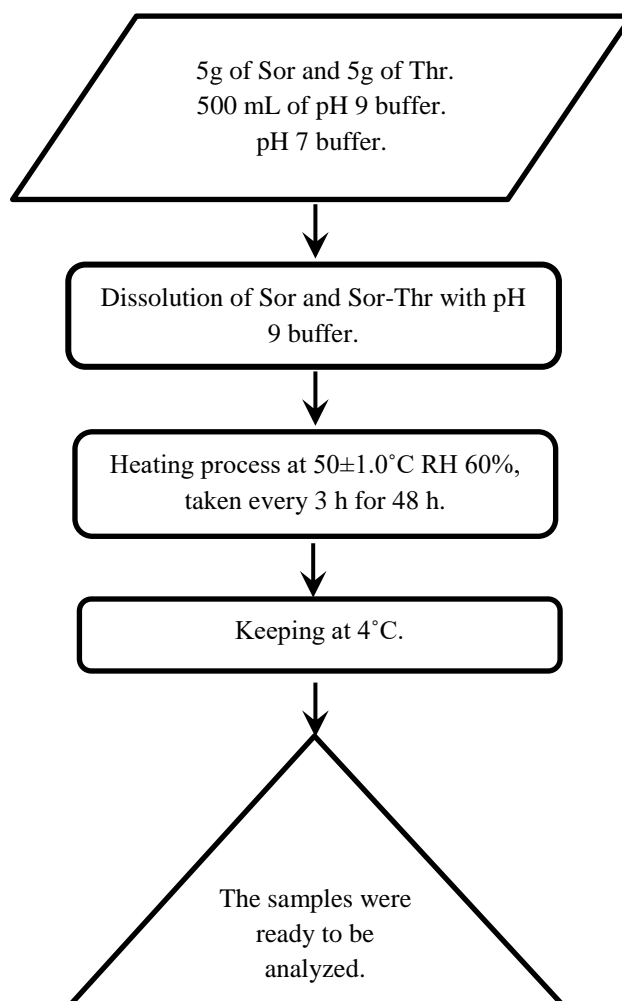 5g of Sor and 5g of Thr.
500 mL of pH 9 buffer.
pH 7 buffer.
Dissolution of Sor and Sor-Thr with pH
9 buffer.
Heating process at 50±1.0˚C RH 60%,
taken every 3 h for 48 h.
Keeping at 4˚C.
The samples were
ready to be
analyzed.